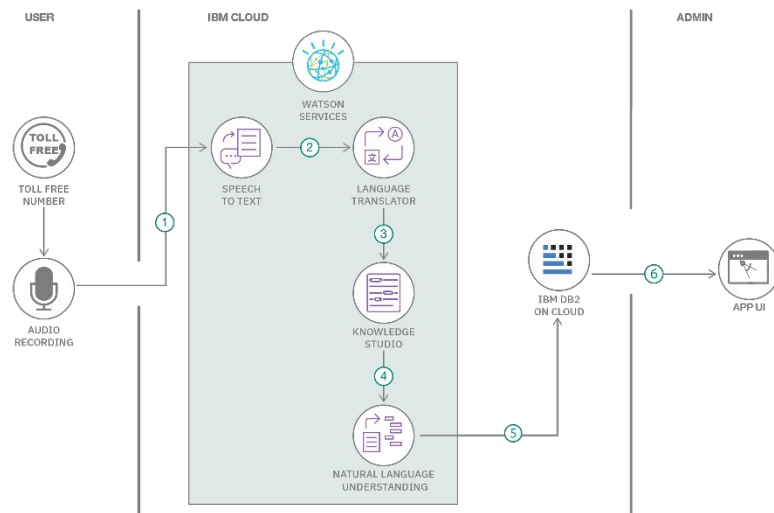 USER
IBM CLOUD
ADMIN
WATSON
SERVICES
TOLL
FREE
TOLL FREE
NUMBER
1
SPEECH
TO TEXT
2
A
文
LANGUAGE
TRANSLATOR
3
AUDIO
RECORDING
KNOWLEDGE
STUDIO
IBM DB2
ON CLOUD
6
APP UI
4
NATURAL LANGUAGE
UNDERSTANDING
5